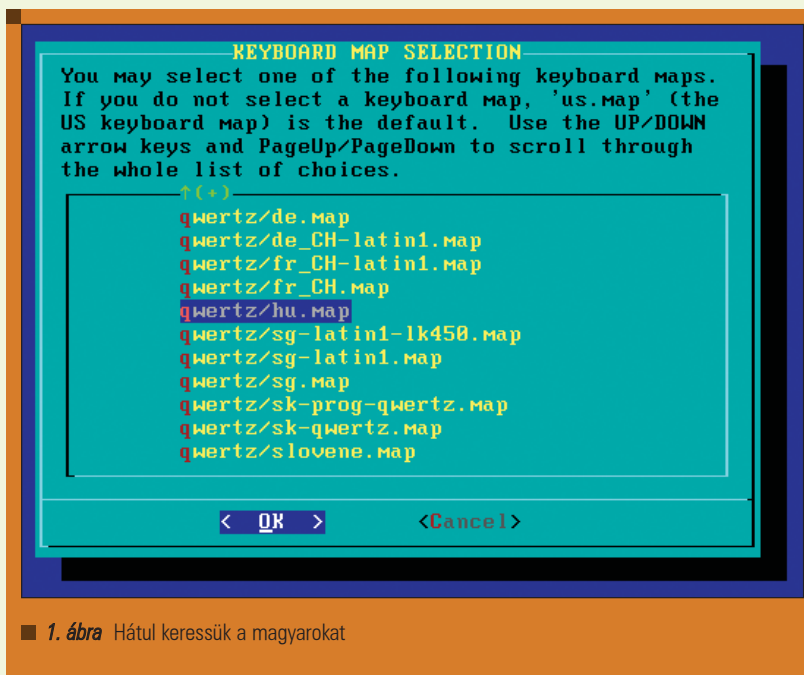 KEYBOARD MAP SELECTION
You may select one of the following keyboard maps.
If you do not select a keyboard map, 'us.map' (the
US keyboard map) is the default.  Use the UP/DOWN
arrow keys and PageUp/PageDown to scroll through
the whole list of choices.
↑(+)
qwertz/de.map
qwertz/de_CH-latin1.map
qwertz/fr_CH-latin1.map
qwertz/fr_CH.map
qwertz/hu.map
qwertz/sg-latin1-lk450.map
qwertz/sg-latin1.map
qwertz/sg.map
qwertz/sk-prog-qwertz.map
qwertz/sk-qwertz.map
qwertz/slovene.map
< OK > <Cancel>
1. ábra Hátul keressük a magyarokat